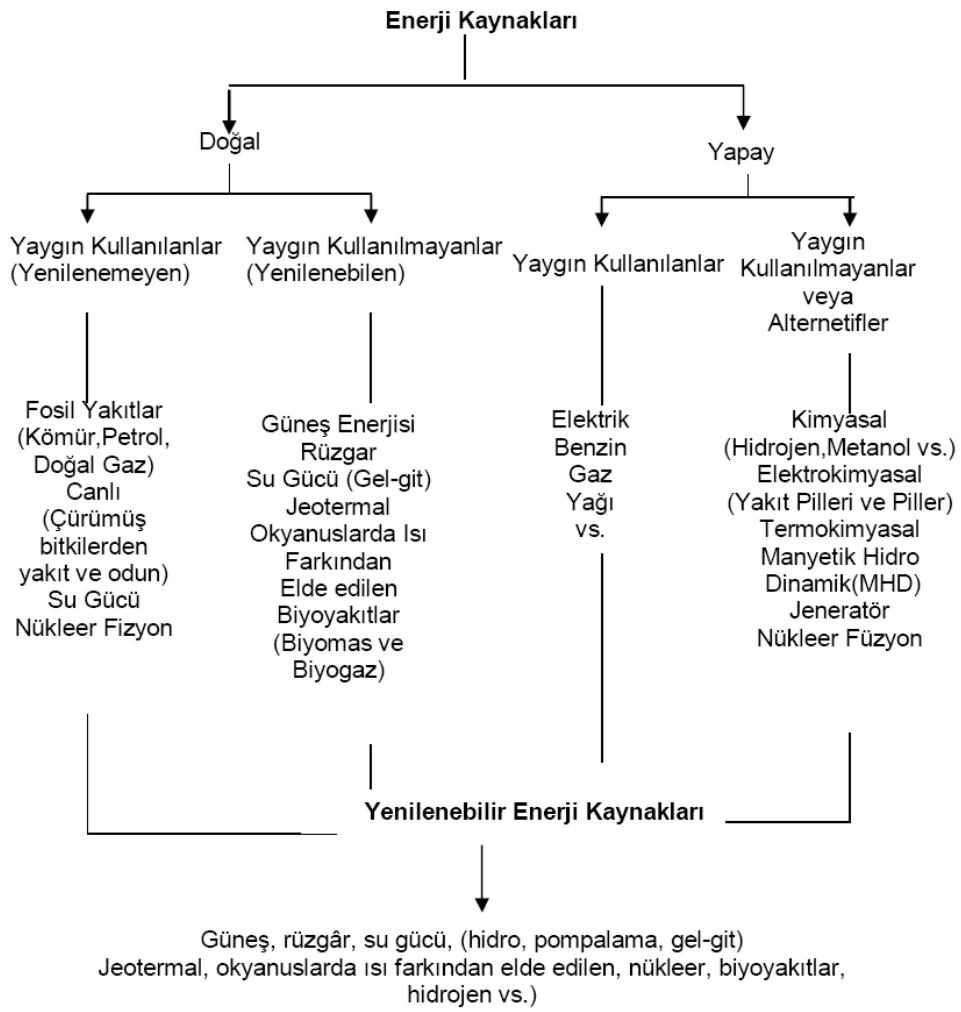 Enerji Kaynakları
Doğal
Yapay
Yaygın Kullanılanlar
(Yenilenemeyen)
Yaygın Kullanılmayanlar
(Yenilenebilen)
Yaygın Kullanılanlar
Yaygın
Kullanılmayanlar
veya
Alternetifler
Fosil Yakıtlar
(Kömür,Petrol,
Doğal Gaz)
Canlı
(Çürümüş
bitkilerden
yakıt ve odun)
Su Gücü
Nükleer Fizyon
Güneş Enerjisi
Rüzgar
Su Gücü (Gel-git)
Jeotermal
Okyanuslarda Isı
Farkından
Elde edilen
Biyoyakıtlar
(Biyomas ve
Biyogaz)
Elektrik
Benzin
Gaz
Yağı
vs.
Kimyasal
(Hidrojen,Metanol vs.)
Elektrokimyasal
(Yakıt Pilleri ve Piller)
Termokimyasal
Manyetik Hidro
Dinamik(MHD)
Jeneratör
Nükleer Füzyon
Yenilenebilir Enerji Kaynakları
Güneş, rüzgâr, su gücü, (hidro, pompalama, gel-git)
Jeotermal, okyanuslarda ısı farkından elde edilen, nükleer, biyoyakıtlar,
hidrojen vs.)